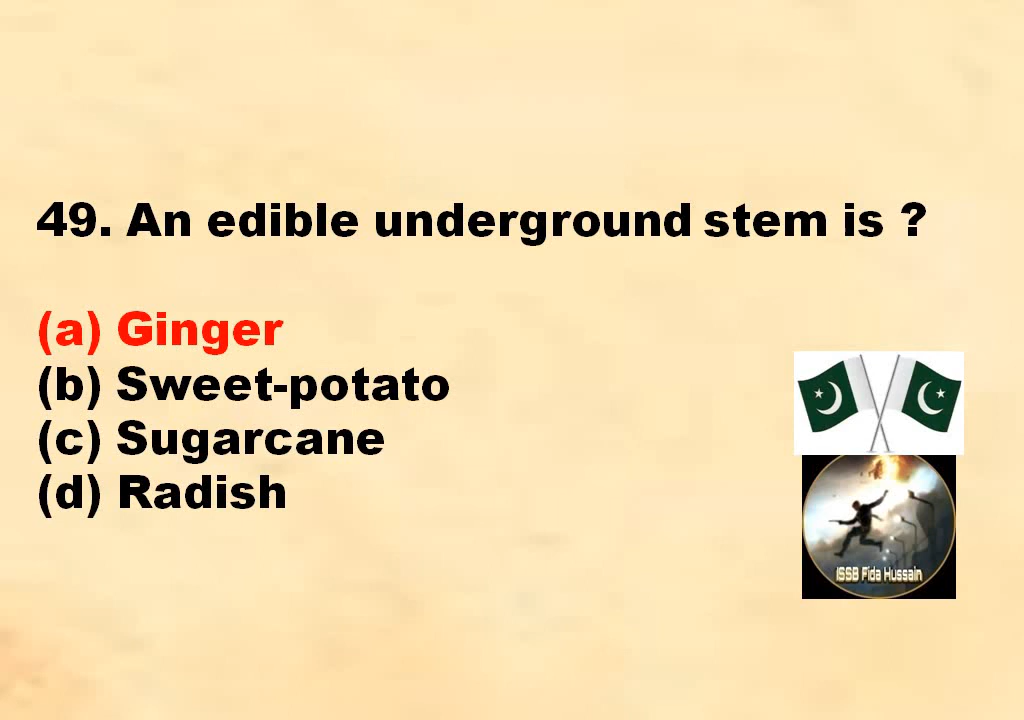 49. An edible underground stem is ?
(a) Ginger
(b) Sweet-potato
(c) Sugarcane
(d) Radish
ISSB Fida Hussain